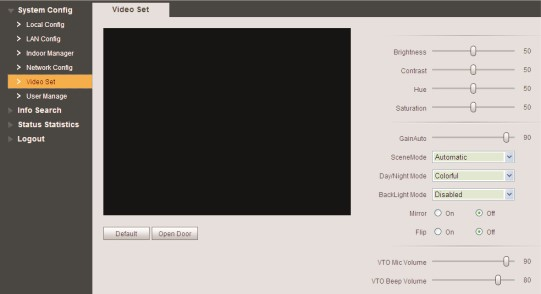 System Config
Local Config
LAN Config
Indoor Manager
Network Config
Video Set
User Manage
Info Search
Status Statistics
Logout
Video Set
Default
Open Door
Brightness 50
Contrast 50
Hue 50
Saturation 50
GainAuto 90
SceneMode Automatic
Day/Night Mode Colorful
BackLight Mode Disabled
Mirror On Off
Flip On Off
VTO Mic Volume 90
VTO Beep Volume 80